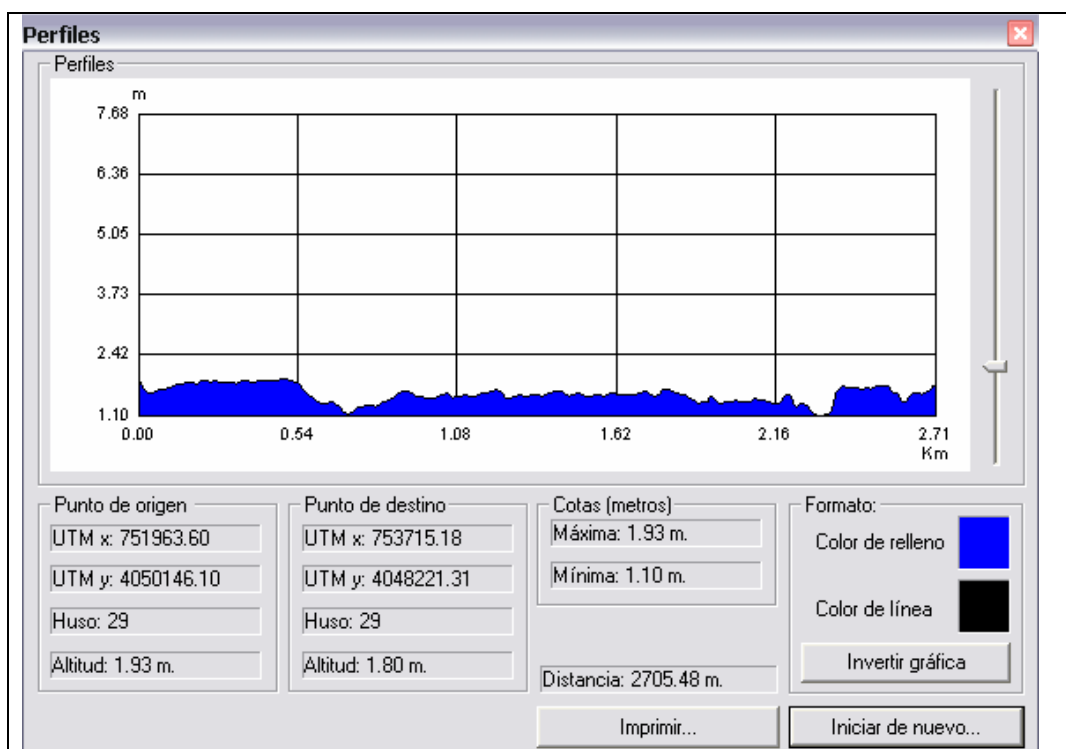 Perfiles
Perfiles
m
7.68
6.36
5.05
3.73
2.42
1.10
0.00 0.54 1.08 1.62 2.16 2.71
Km
Punto de origen
UTM x: 751963.60
UTM y: 4050146.10
Huso: 29
Altitud: 1.93 m.
Punto de destino
UTM x: 753715.18
UTM y: 4048221.31
Huso: 29
Altitud: 1.80 m.
Cotas (metros)
Máxima: 1.93 m.
Mínima: 1.10 m.
Distancia: 2705.48 m.
Formato:
Color de relleno
Color de línea
Invertir gráfica
Imprimir...
Iniciar de nuevo...